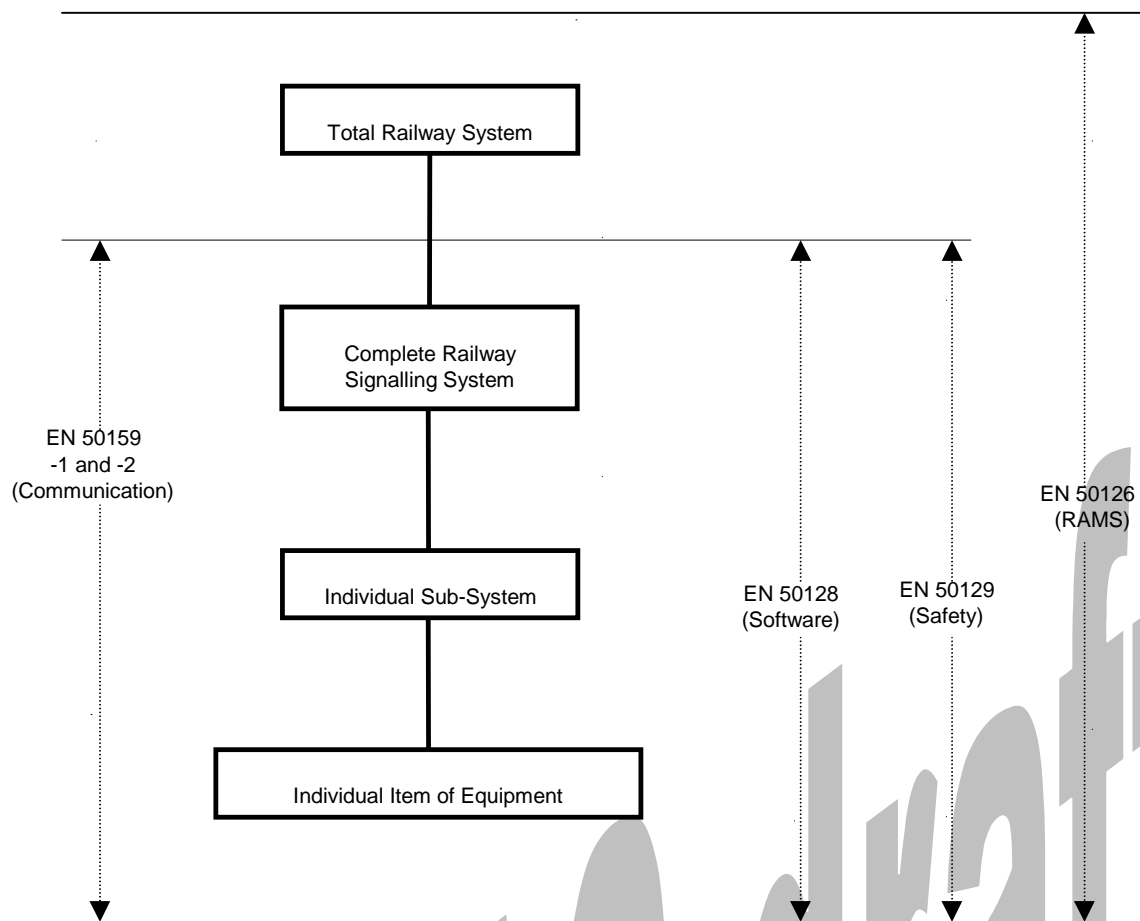 Total Railway System
Complete Railway
Signalling System
EN 50159
-1 and -2
(Communication)
EN 50126
(RAMS)
Individual Sub-System
EN 50128
(Software)
EN 50129
(Safety)
Individual Item of Equipment
draf